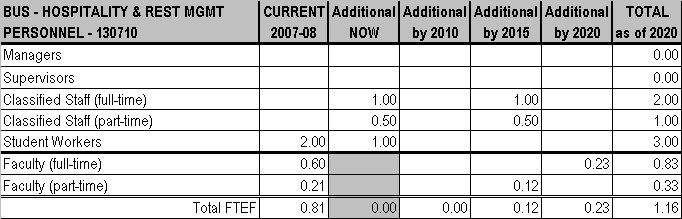 BUS - HOSPITALITY & REST MGMT CURRENT Additional Additional Additional Additional TOTAL
PERSONNEL - 130710 2007-08 NOW by 2010 by 2015 by 2020 as of 2020
Managers 0.00
Supervisors 0.00
Classified Staff (full-time) 1.00 1.00 2.00
Classified Staff (part-time) 0.50 0.50 1.00
Student Workers 2.00 1.00 3.00
Faculty (full-time) 0.60 0.23 0.83
Faculty (part-time) 0.21 0.12 0.33
Total FTEF 0.81 0.00 0.00 0.12 0.23 1.16